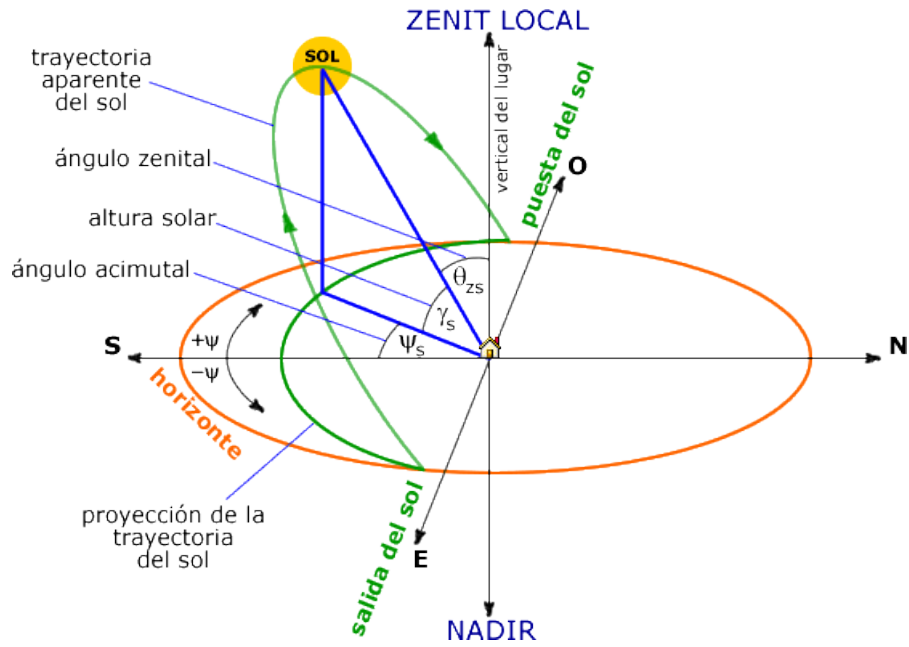 ZENIT LOCAL
SOL
trayectoria
aparente
del sol
vertical del lugar
puesta del sol
ángulo zenital
O
altura solar
θzs
ángulo acimutal
γs
ψs
S
+ψ
−ψ
N
horizonte
proyección de la
trayectoria
del sol
salida del sol
E
NADIR